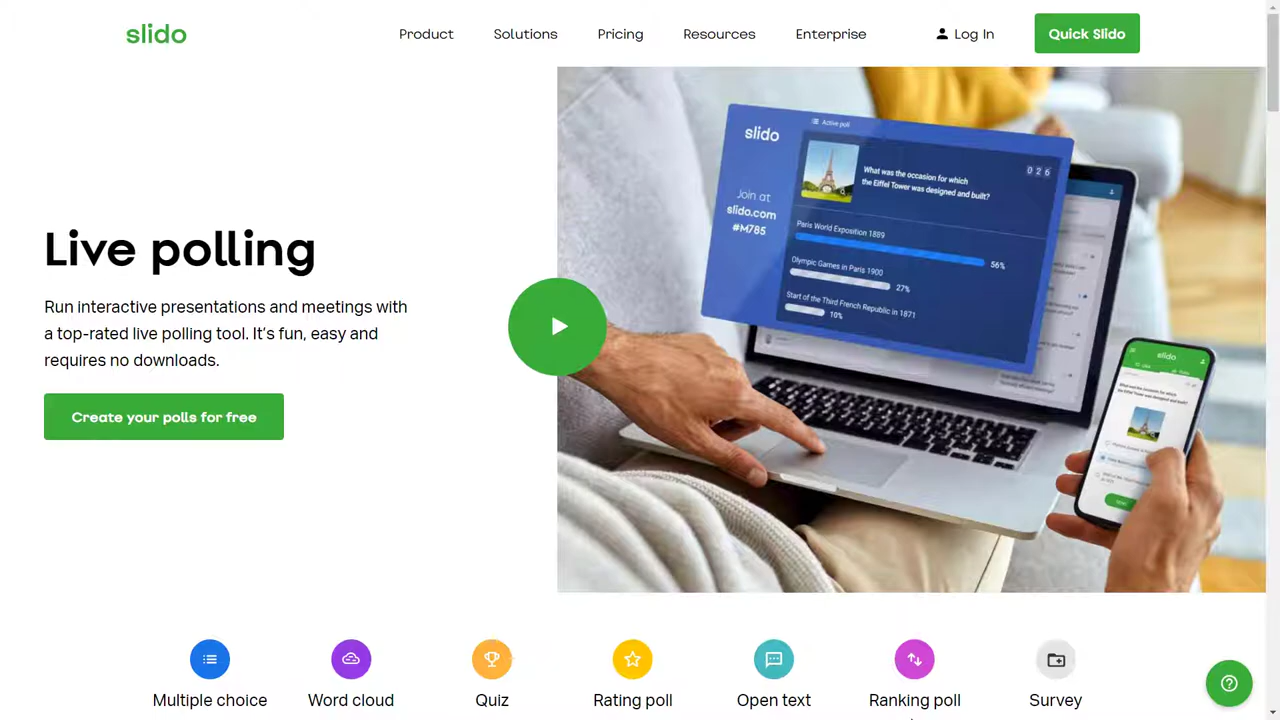 slido
Product
Solutions
Pricing
Resources
Enterprise
Log In
Quick Slido
Live polling
Run interactive presentations and meetings with
a top-rated live polling tool. It's fun, easy and
requires no downloads.
Create your polls for free
Active poll
slido
What was the occasion for which
the Eiffel Tower was designed and built?
026
Join at
slido.com
#M785
Paris World Exposition 1889
56%
Olympic Games in Paris 1900
27%
Start of the Third French Republic in 1871
10%
slido
Multiple choice
Word cloud
Quiz
Rating poll
Open text
Ranking poll
Survey